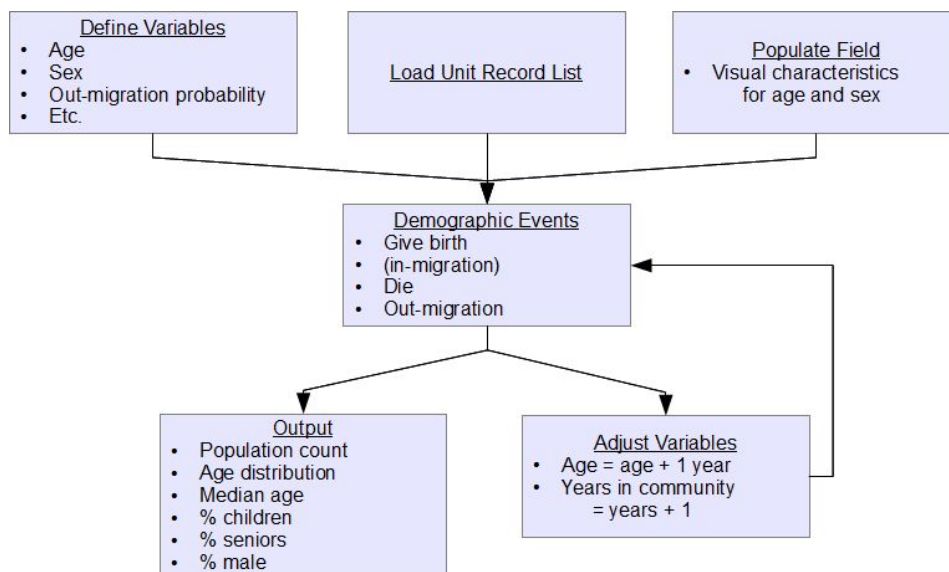 Define Variables
• Age
• Sex
• Out-migration probability
• Etc.
Load Unit Record List
Populate Field
• Visual characteristics
for age and sex
Demographic Events
• Give birth
• (in-migration)
• Die
• Out-migration
Output
• Population count
• Age distribution
• Median age
• % children
• % seniors
• % male
Adjust Variables
• Age = age + 1 year
• Years in community
= years + 1